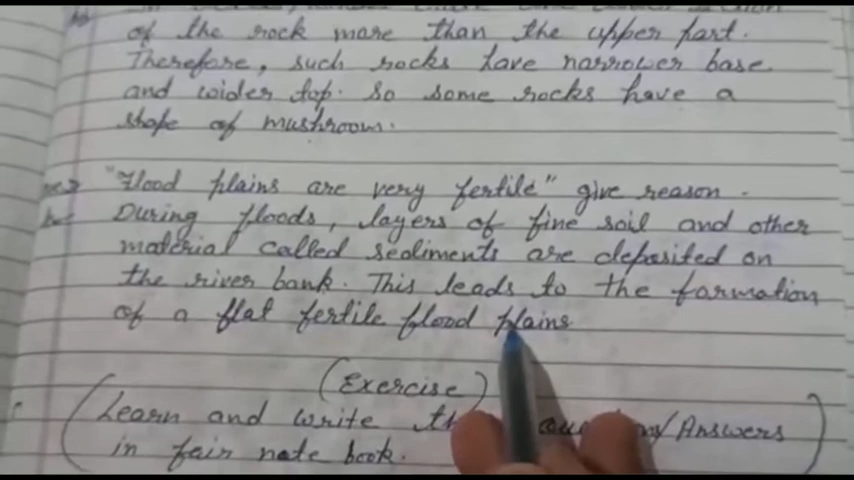 of the rock more than the upper part.
Therefore, such rocks have narrower base
and wider top. So some rocks have a
shape of mushroom.
"Flood plains are very fertile" give reason.
During floods, layers of fine soil and other
material called sediments are deposited on
the river bank. This leads to the formation
of a flat fertile flood plains
(Exercise)
(Learn and write /Answers
in fair note book.)